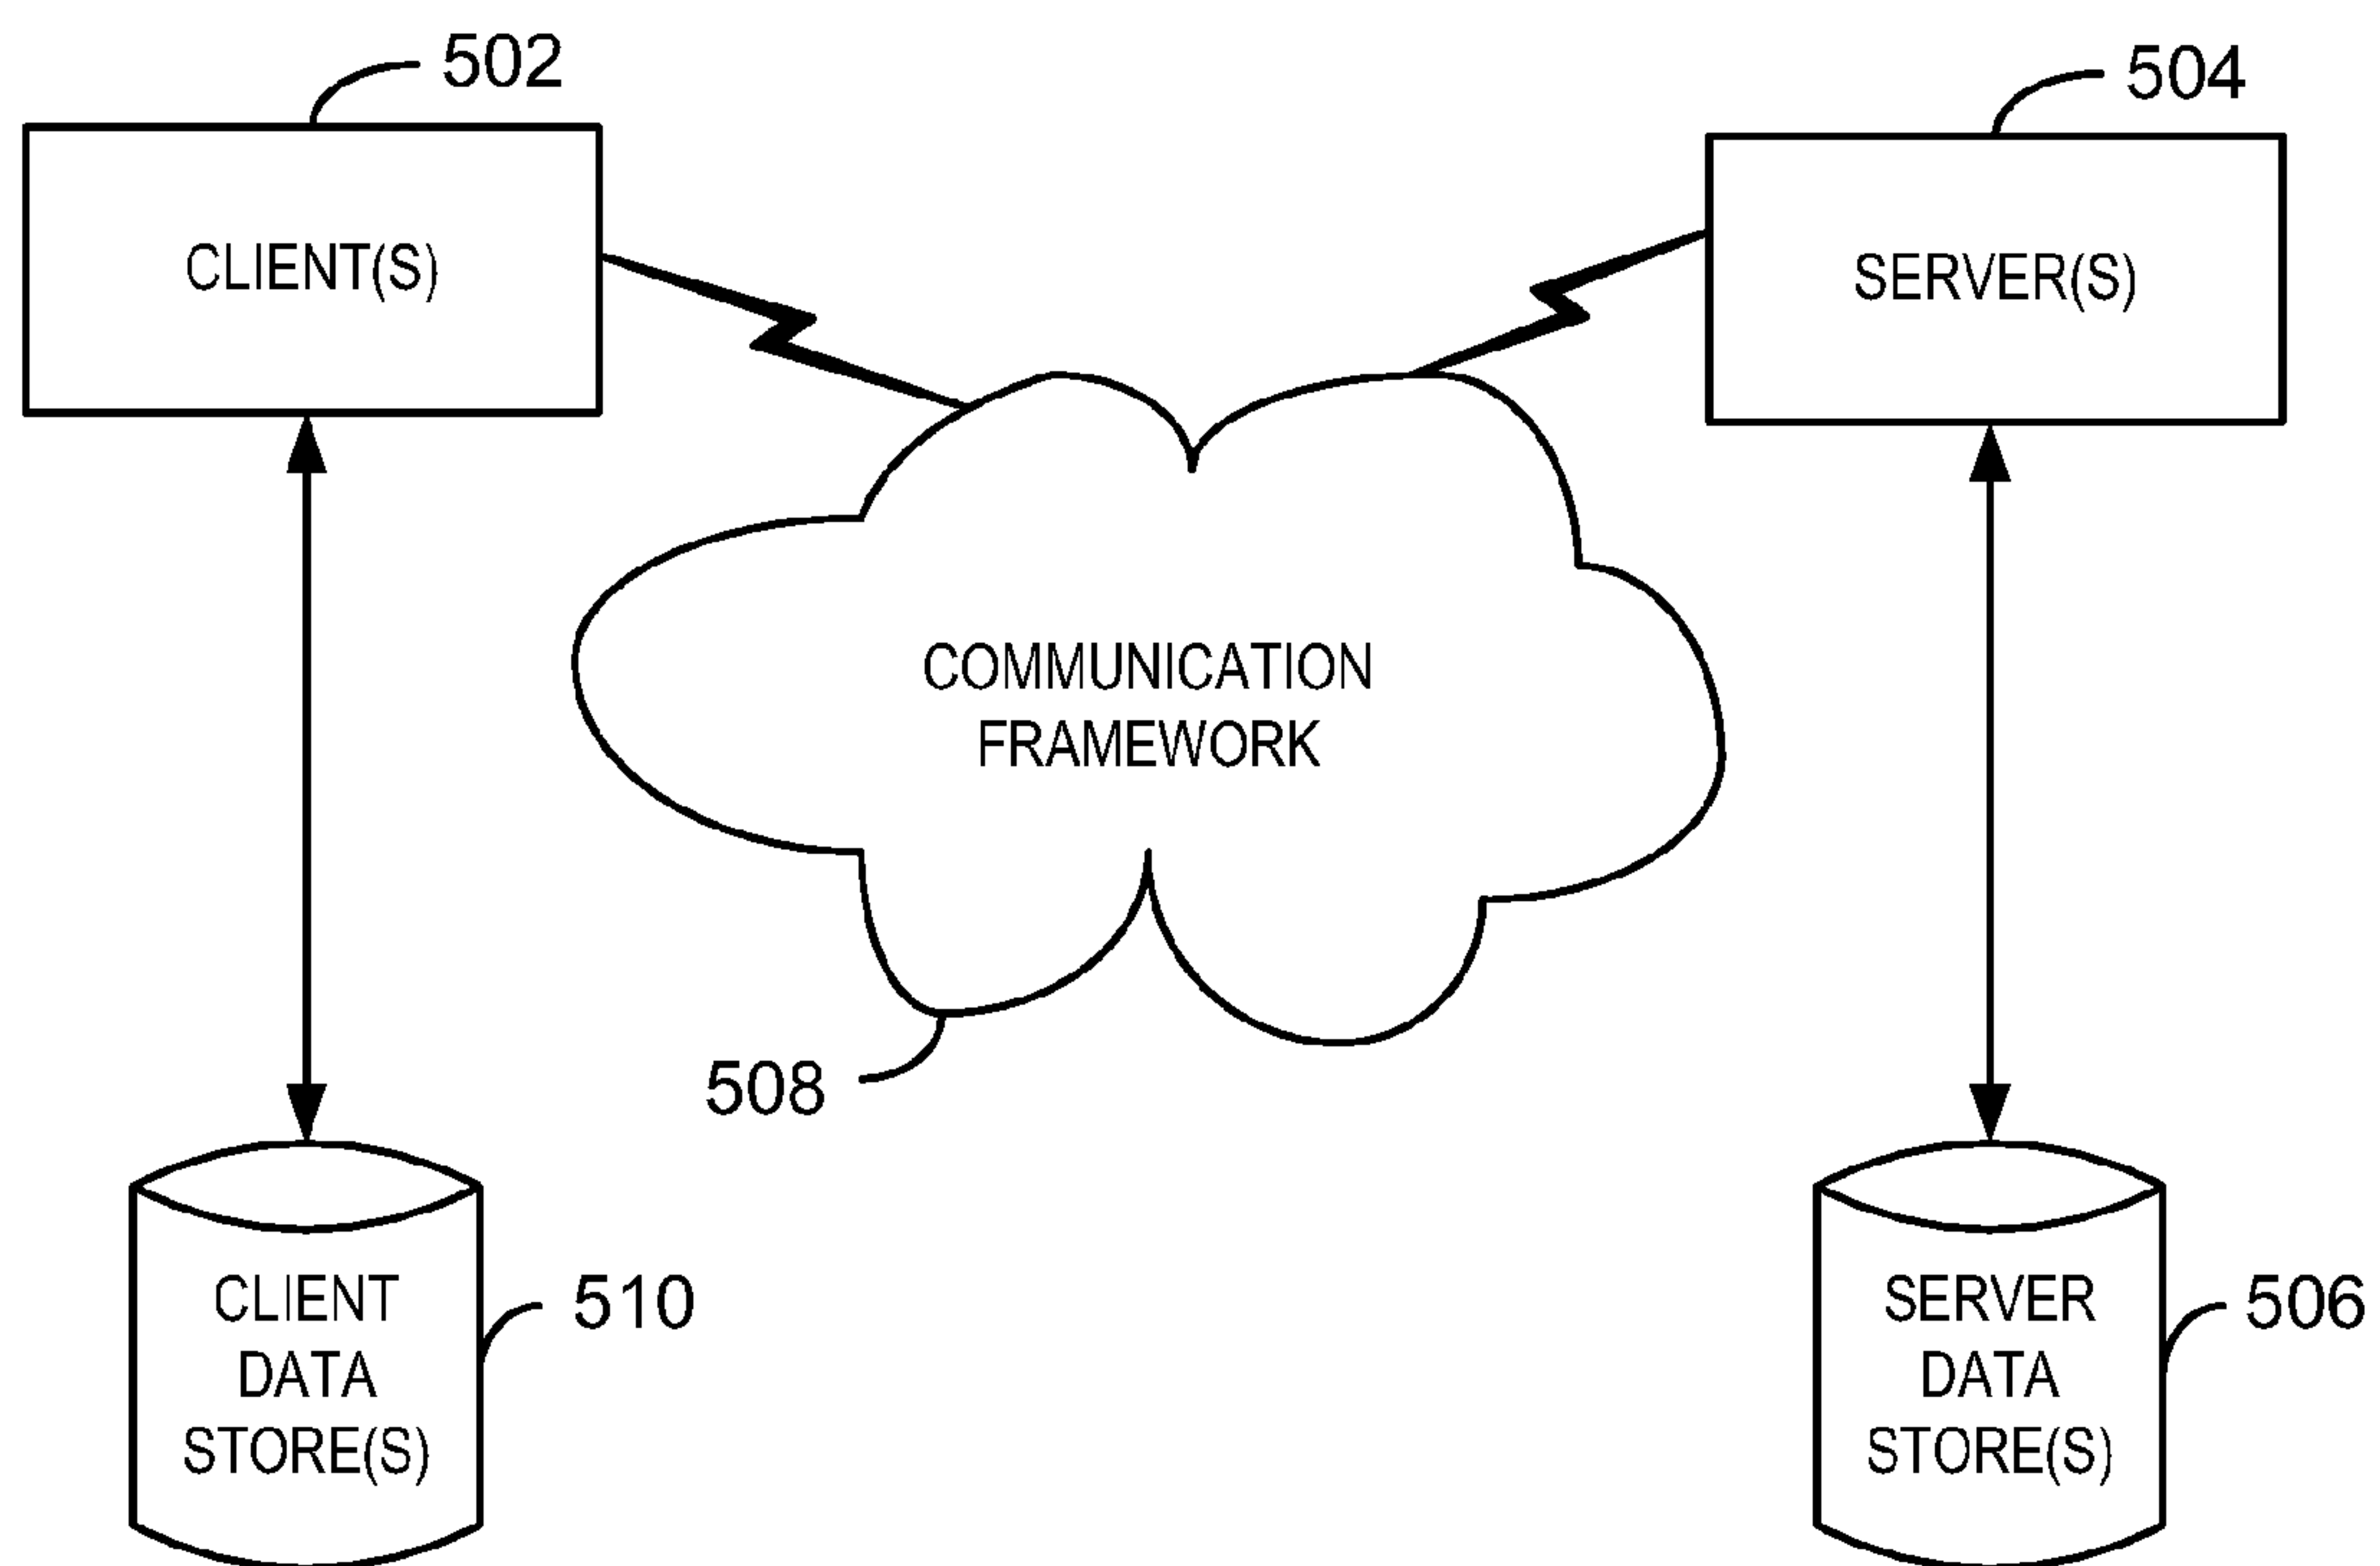 502
504
CLIENT(S)
SERVER(S)
COMMUNICATION
FRAMEWORK
508
CLIENT
DATA
STORE(S)
510
SERVER
DATA
STORE(S)
506